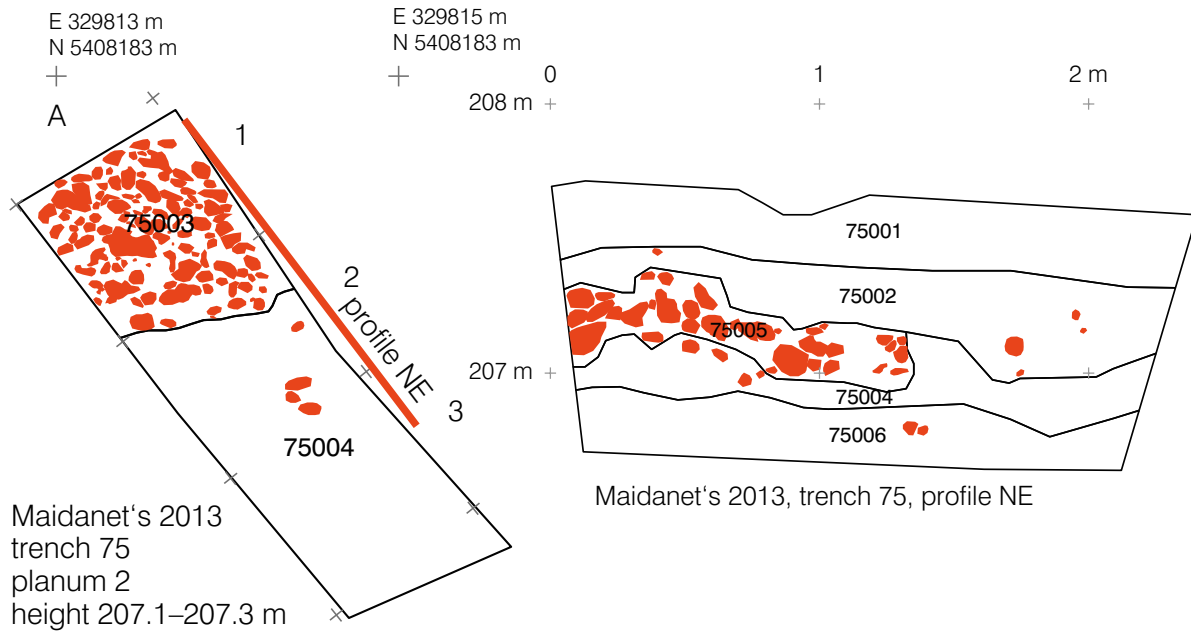 E 329813 m
N 5408183 m
E 329815 m
N 5408183 m
A
1
75003
2
profile NE
3
75004
Maidanet‘s 2013
trench 75
planum 2
height 207.1–207.3 m
0
1
2 m
208 m
75001
75002
75005
207 m
75004
75006
Maidanet‘s 2013, trench 75, profile NE